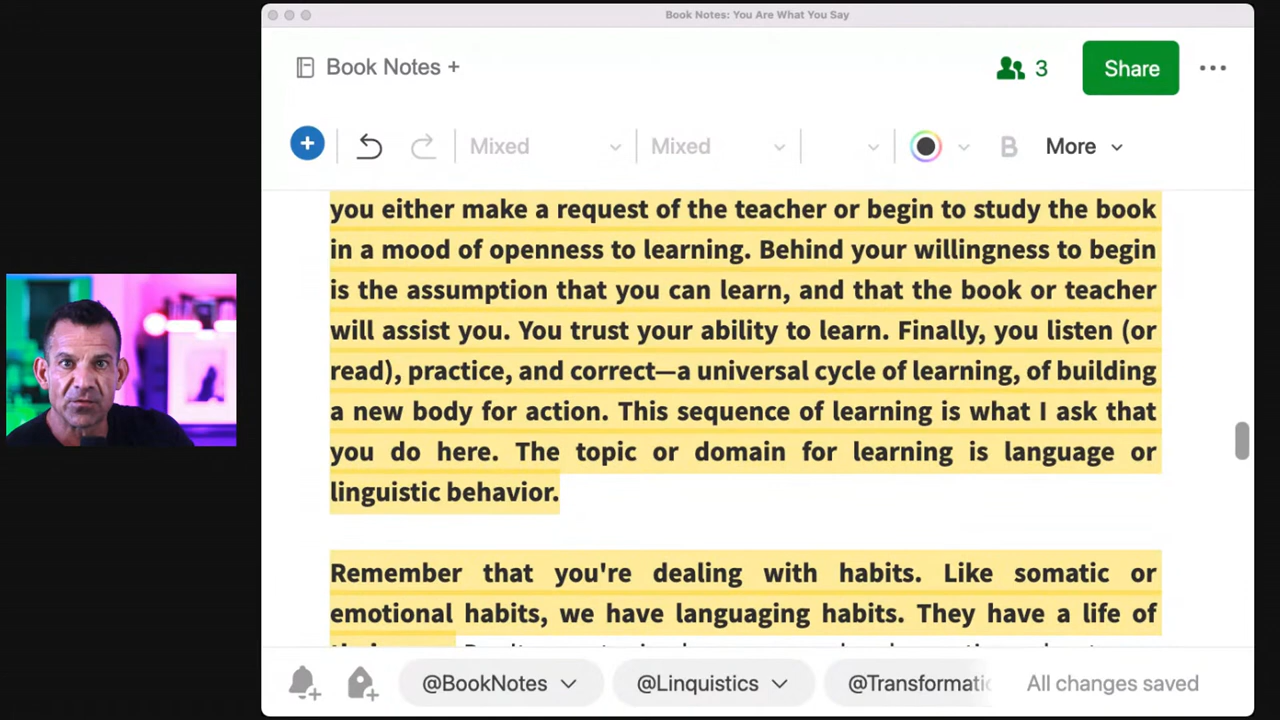 Book Notes: You Are What You Say
Book Notes +
3
Share
Mixed
Mixed
B
More
you either make a request of the teacher or begin to study the book
in a mood of openness to learning. Behind your willingness to begin
is the assumption that you can learn, and that the book or teacher
will assist you. You trust your ability to learn. Finally, you listen (or
read), practice, and correct—a universal cycle of learning, of building
a new body for action. This sequence of learning is what I ask that
you do here. The topic or domain for learning is language or
linguistic behavior.
Remember that you're dealing with habits. Like somatic or
emotional habits, we have languaging habits. They have a life of
@BookNotes
@Linquistics
@Transformati
All changes saved